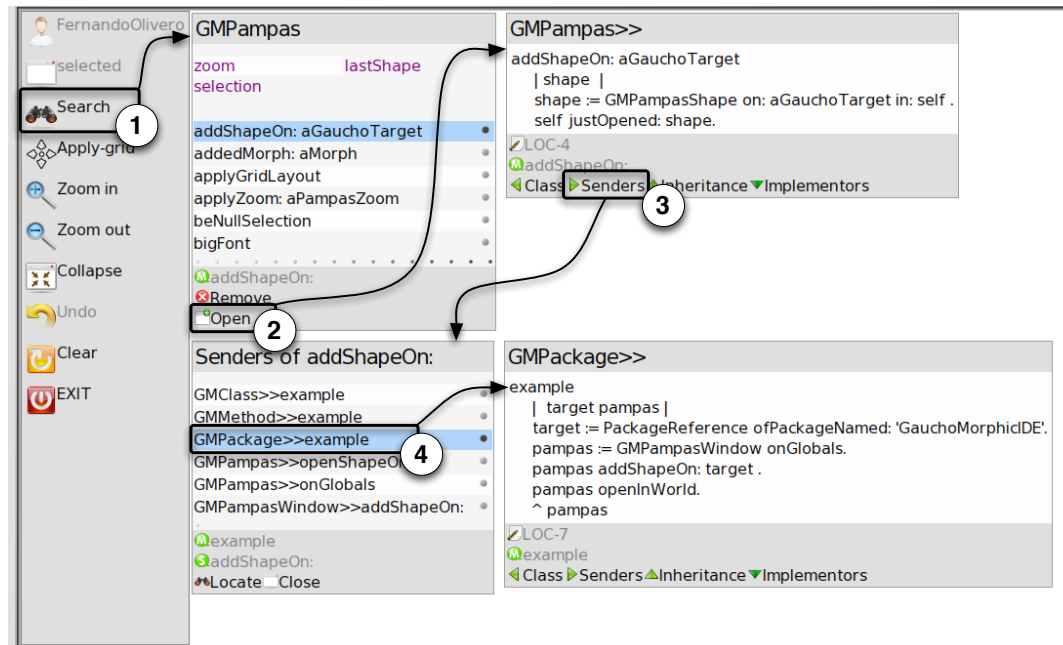 FernandoOlivero
selected
Search
1
Apply-grid
Zoom in
Zoom out
Collapse
Undo
Clear
EXIT
GMPampas
zoom lastShape
selection
addShapeOn: aGauchoTarget
addedMorph: aMorph
applyGridLayout
applyZoom: aPampasZoom
beNullSelection
bigFont
addShapeOn:
Remove
Open
2
GMPampas>>
addShapeOn: aGauchoTarget
| shape |
shape := GMPampasShape on: aGauchoTarget in: self .
self justOpened: shape.
LOC-4
addShapeOn:
Class Senders Inheritance Implementors
3
Senders of addShapeOn:
GMClass>>example
GMMethod>>example
GMPackage>>example
4
GMPampas>>openShapeO
GMPampas>>onGlobals
GMPampasWindow>>addShapeOn:
example
addShapeOn:
Locate Close
GMPackage>>
example
| target pampas |
target := PackageReference ofPackageNamed: 'GauchoMorphicIDE'.
pampas := GMPampasWindow onGlobals.
pampas addShapeOn: target .
pampas openInWorld.
^ pampas
LOC-7
example
Class Senders Inheritance Implementors